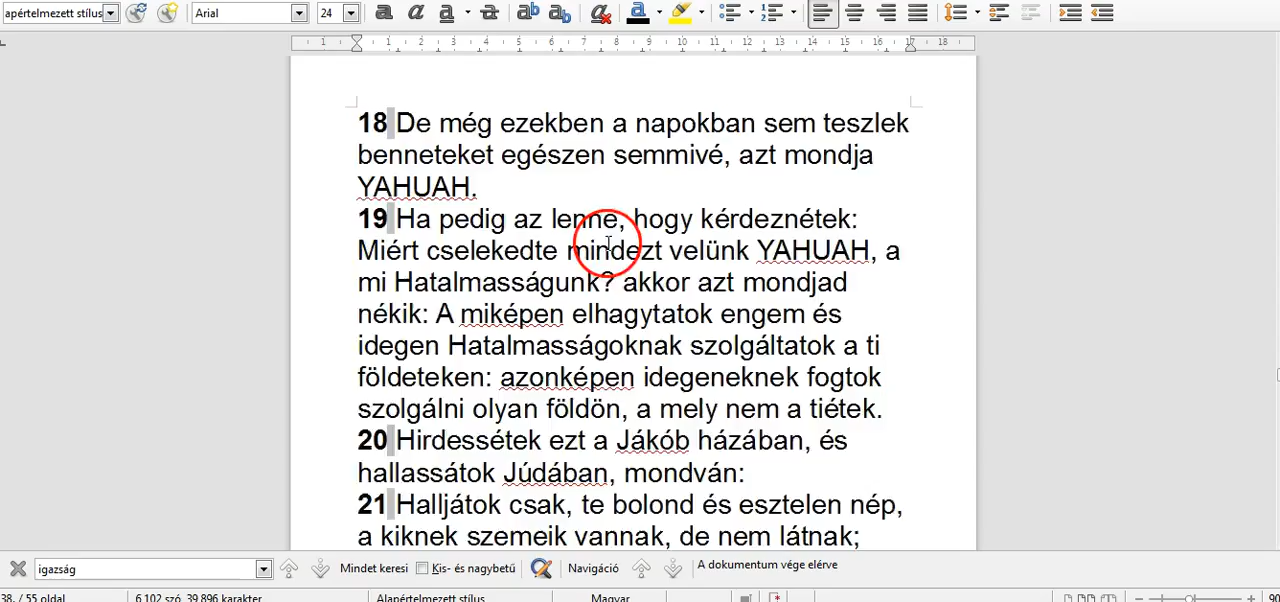 apértelmezett stílus Arial 24
1 1 2 3 4 5 6 7 8 9 10 11 12 13 14 15 16 17 18
18 De még ezekben a napokban sem teszlek
benneteket egészen semmivé, azt mondja
YAHUAH.
19 Ha pedig az lenne, hogy kérdeznétek:
Miért cselekedte mindezt velünk YAHUAH, a
mi Hatalmasságunk? akkor azt mondjad
nékik: A miképen elhagytatok engem és
idegen Hatalmasságoknak szolgáltatok a ti
földeteken: azonképen idegeneknek fogtok
szolgálni olyan földön, a mely nem a tiétek.
20 Hirdessétek ezt a Jákób házában, és
hallassátok Júdában, mondván:
21 Halljátok csak, te bolond és esztelen nép,
a kiknek szemeik vannak, de nem látnak;
igazság Mindet keresi Kis- és nagybetű Navigáció A dokumentum vége elérve
38. / 55 oldal 6 102 szó, 39 896 karakter Alapértelmezett stílus Magyar 90